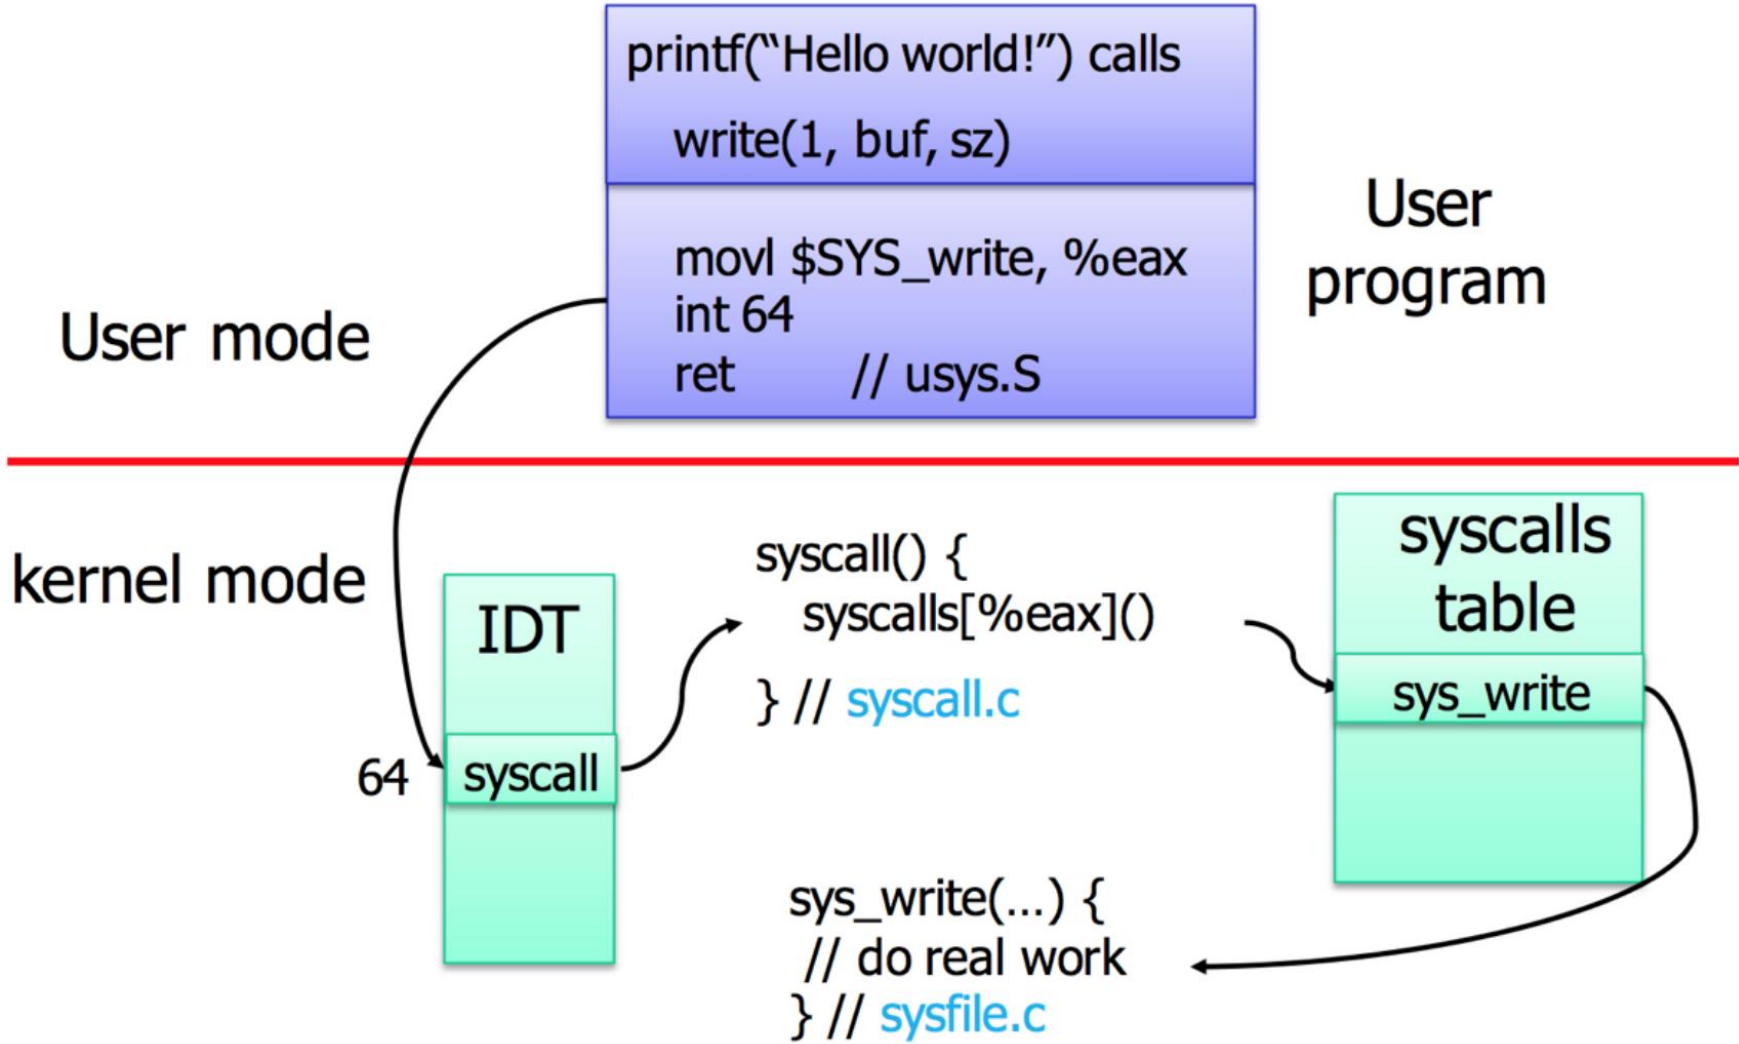 printf(“Hello world!”) calls
write(1, buf, sz)
movl $SYS_write, %eax
int 64
ret // usys.S
User
program
User mode
kernel mode
IDT
64
syscall
syscall() {
syscalls[%eax]()
} // syscall.c
syscalls
table
sys_write
sys_write(...) {
// do real work
} // sysfile.c